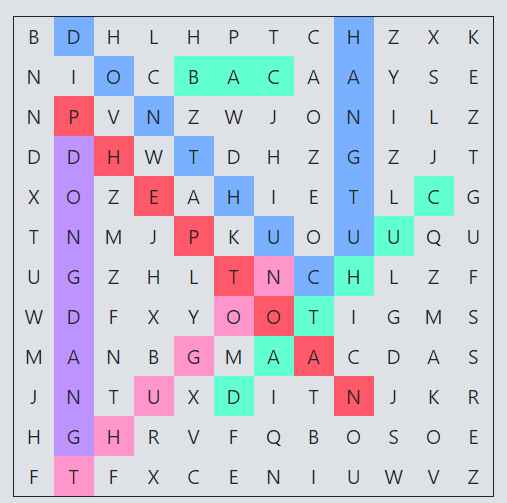 B D H L H P T C H Z X K
N I O C B A C A A Y S E
N P V N Z W J O N I L Z
D D H W T D H Z G Z J T
X O Z E A H I E T L C G
T N M J P K U O U U Q U
U G Z H L T N C H L Z F
W D F X Y O O T I G M S
M A N B G M A A C D A S
J N T U X D I T N J K R
H G H R V F Q B O S O E
F T F X C E N I U W V Z